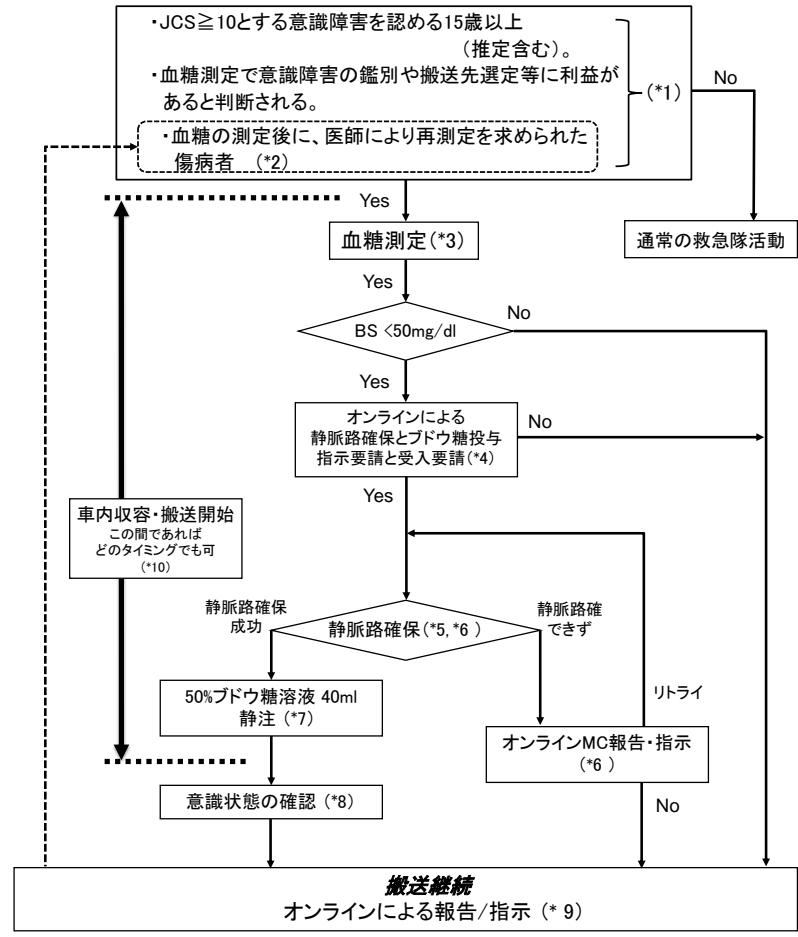 ・JCS≧10とする意識障害を認める15歳以上
(推定含む)。
・血糖測定で意識障害の鑑別や搬送先選定等に利益が
あると判断される。
・血糖の測定後に、医師により再測定を求められた
傷病者 (*2)
(*1)
No
Yes
血糖測定(*3)
通常の救急隊活動
Yes
BS <50mg/dl
No
Yes
オンラインによる
静脈路確保とブドウ糖投与
指示要請と受入要請(*4)
No
Yes
車内収容・搬送開始
この間であれば
どのタイミングでも可
(*10)
静脈路確保
成功
静脈路確保(*5,*6 )
静脈路確
できず
50%ブドウ糖溶液 40ml
静注 (*7)
リトライ
オンラインMC報告・指示
(*6 )
意識状態の確認 (*8)
No
搬送継続
オンラインによる報告/指示 (* 9)